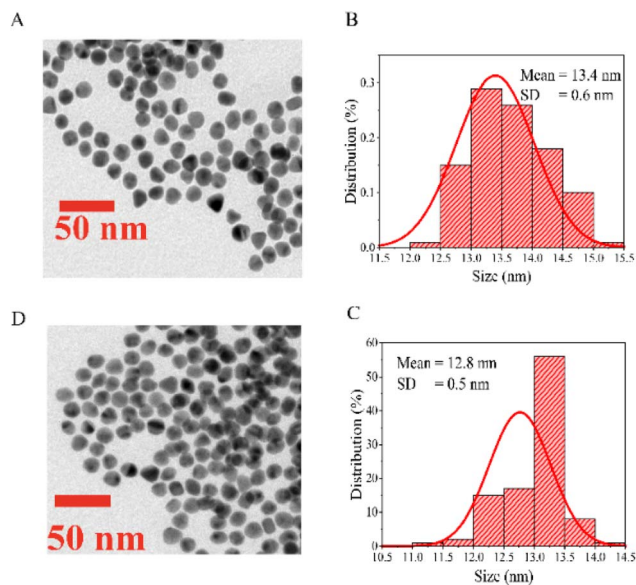 A
50 nm
B
Mean = 13.4 nm
SD = 0.6 nm
Distribution (%)
0.3
0.2
0.1
0.0
11.5 12.0 12.5 13.0 13.5 14.0 14.5 15.0 15.5
Size (nm)
D
50 nm
C
Mean = 12.8 nm
SD = 0.5 nm
Distribution (%)
60
50
40
30
20
10
0
10.5 11.0 11.5 12.0 12.5 13.0 13.5 14.0 14.5
Size (nm)